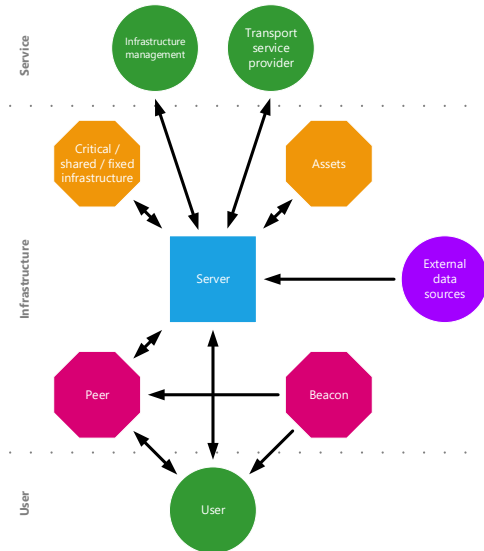 Service
Infrastructure
management
Transport
service
provider
Critical /
shared / fixed
infrastructure
Assets
Infrastructure
Server
External
data
sources
Peer
Beacon
User
User